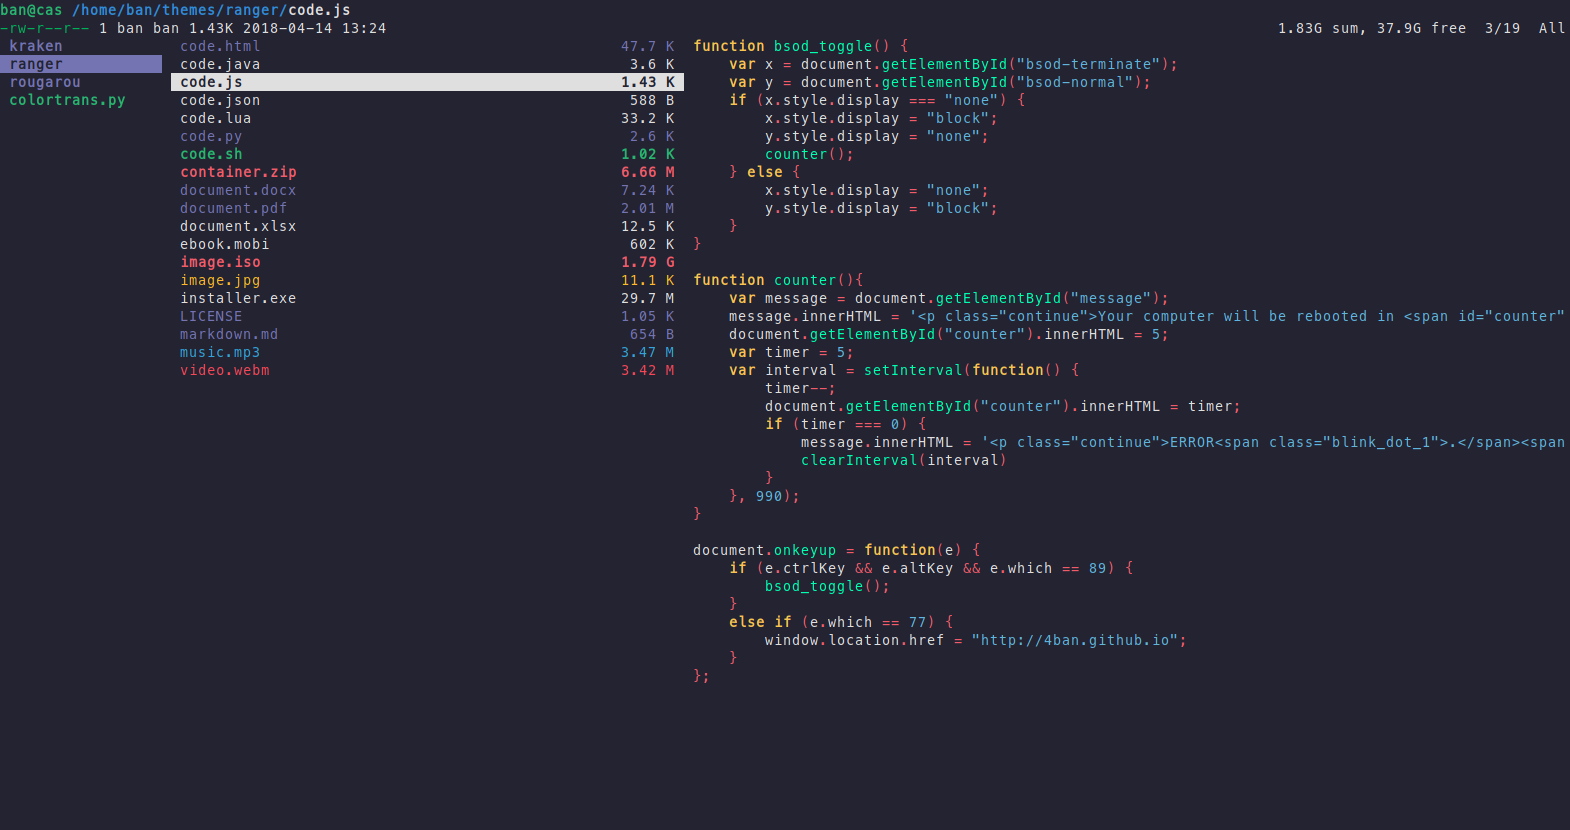 ban@cas /home/ban/themes/ranger/code.js
-rw-r--r-- 1 ban ban 1.43K 2018-04-14 13:24 1.83G sum, 37.9G free 3/19 All
kraken
ranger
rougarou
colortrans.py
code.html 47.7 K
code.java 3.6 K
code.js 1.43 K
code.json 588 B
code.lua 33.2 K
code.py 2.6 K
code.sh 1.02 K
container.zip 6.66 M
document.docx 7.24 K
document.pdf 2.01 M
document.xlsx 12.5 K
ebook.mobi 602 K
image.iso 1.79 G
image.jpg 11.1 K
installer.exe 29.7 M
LICENSE 1.05 K
markdown.md 654 B
music.mp3 3.47 M
video.webm 3.42 M
function bsod_toggle() {
    var x = document.getElementById("bsod-terminate");
    var y = document.getElementById("bsod-normal");
    if (x.style.display === "none") {
        x.style.display = "block";
        y.style.display = "none";
        counter();
    } else {
        x.style.display = "none";
        y.style.display = "block";
    }
}
function counter(){
    var message = document.getElementById("message");
    message.innerHTML = '<p class="continue">Your computer will be rebooted in <span id="counter"
    document.getElementById("counter").innerHTML = 5;
    var timer = 5;
    var interval = setInterval(function() {
        timer--;
        document.getElementById("counter").innerHTML = timer;
        if (timer === 0) {
            message.innerHTML = '<p class="continue">ERROR<span class="blink_dot_1">.</span><span
            clearInterval(interval)
        }
    }, 990);
}
document.onkeyup = function(e) {
    if (e.ctrlKey && e.altKey && e.which == 89) {
        bsod_toggle();
    }
    else if (e.which == 77) {
        window.location.href = "http://4ban.github.io";
    }
};